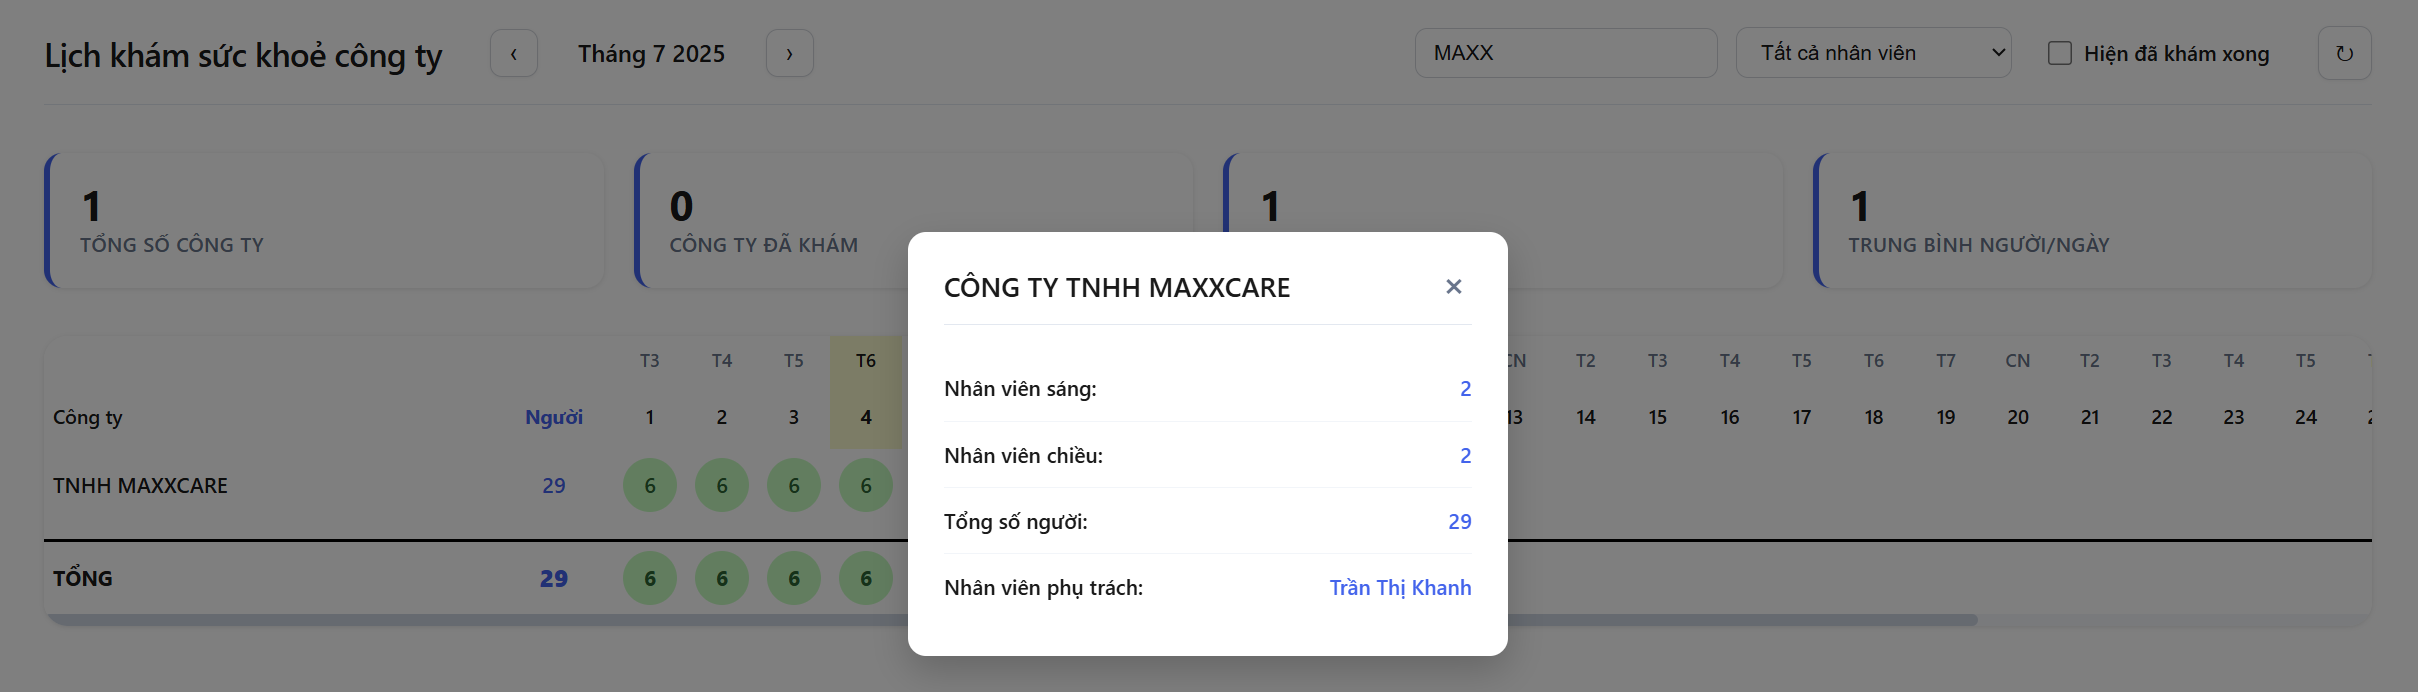 Lịch khám sức khoẻ công ty
‹
Tháng 7 2025
›
MAXX
Tất cả nhân viên
Hiện đã khám xong
↻
1
TỔNG SỐ CÔNG TY
0
CÔNG TY ĐÃ KHÁM
1
1
TRUNG BÌNH NGƯỜI/NGÀY
CÔNG TY TNHH MAXXCARE
×
Nhân viên sáng: 2
Nhân viên chiều: 2
Tổng số người: 29
Nhân viên phụ trách: Trần Thị Khanh
T3 T4 T5 T6 CN T2 T3 T4 T5 T6 T7 CN T2 T3 T4 T5
Công ty Người 1 2 3 4 13 14 15 16 17 18 19 20 21 22 23 24
TNHH MAXXCARE 29 6 6 6 6
TỔNG 29 6 6 6 6